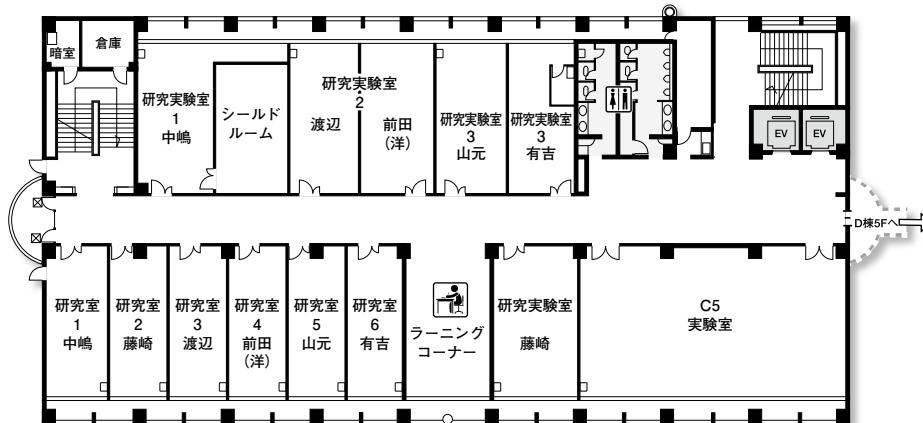 暗室
倉庫
研究実験室
1
中嶋
シールド
ルーム
研究実験室
2
渡辺
前田
(洋)
研究実験室
3
山元
研究実験室
3
有吉
EV
EV
D棟5Fへ
研究室
1
中嶋
研究室
2
藤崎
研究室
3
渡辺
研究室
4
前田
(洋)
研究室
5
山元
研究室
6
有吉
ラーニング
コーナー
研究実験室
藤崎
C5
実験室